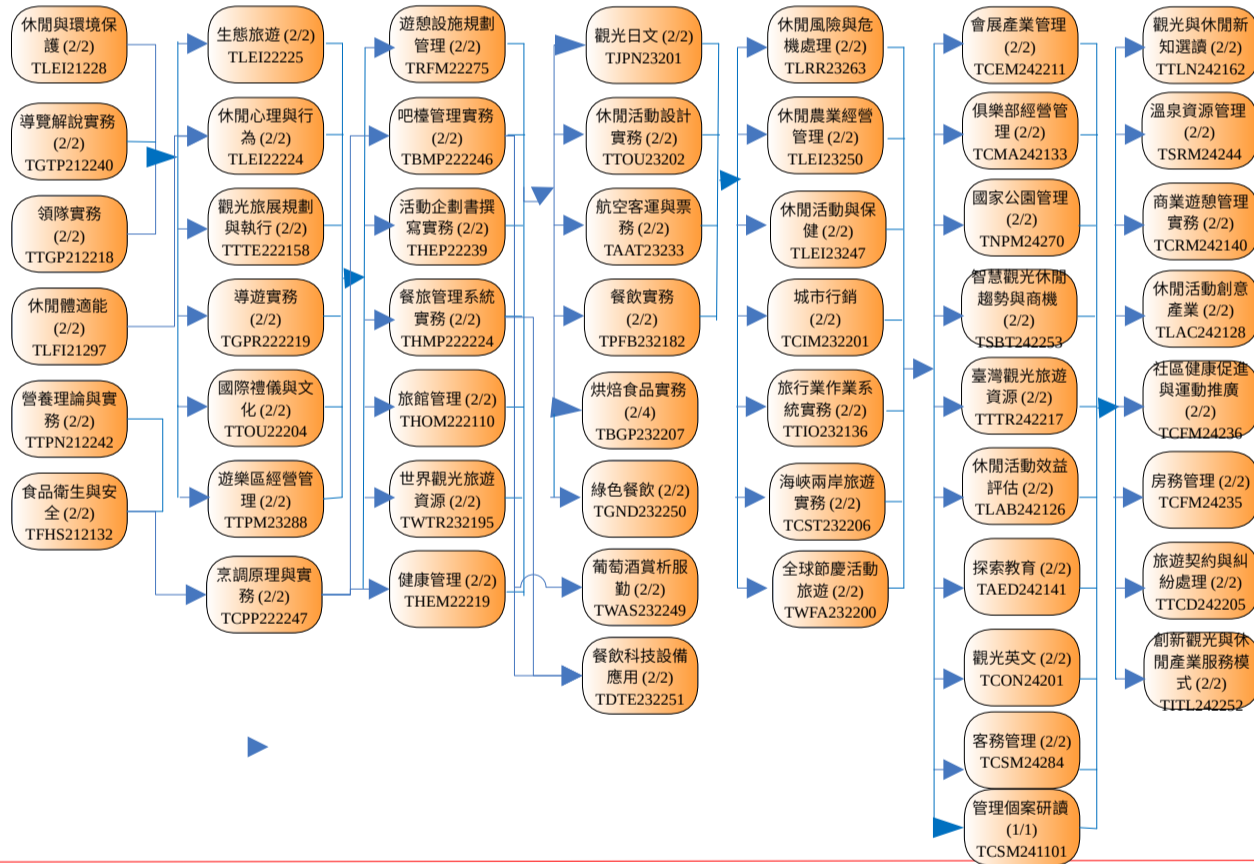 休閒與環境保
護 (2/2)
TLEI21228
導覽解說實務
(2/2)
TGTP212240
領隊實務
(2/2)
TTGP212218
休閒體適能
(2/2)
TLFI21297
營養理論與實
務 (2/2)
TTPN212242
食品衛生與安
全 (2/2)
TFHS212132
生態旅遊 (2/2)
TLEI22225
休閒心理與行
為 (2/2)
TLEI22224
觀光旅展規劃
與執行 (2/2)
TTTE222158
導遊實務
(2/2)
TGPR222219
國際禮儀與文
化 (2/2)
TTOU22204
遊樂區經營管
理 (2/2)
TTPM23288
烹調原理與實
務 (2/2)
TCPP222247
遊憩設施規劃
管理 (2/2)
TRFM22275
吧檯管理實務
(2/2)
TBMP222246
活動企劃書撰
寫實務 (2/2)
THEP22239
餐旅管理系統
實務 (2/2)
THMP222224
旅館管理 (2/2)
THOM222110
世界觀光旅遊
資源 (2/2)
TWTR232195
健康管理 (2/2)
THEM22219
觀光日文 (2/2)
TJPN23201
休閒活動設計
實務 (2/2)
TTOU23202
航空客運與票
務 (2/2)
TAAT23233
餐飲實務
(2/2)
TPFB232182
烘焙食品實務
(2/4)
TBGP232207
綠色餐飲 (2/2)
TGND232250
葡萄酒賞析服
勤 (2/2)
TWAS232249
餐飲科技設備
應用 (2/2)
TDTE232251
休閒風險與危
機處理 (2/2)
TLRR23263
休閒農業經營
管理 (2/2)
TLEI23250
休閒活動與保
健 (2/2)
TLEI23247
城市行銷
(2/2)
TCIM232201
旅行業作業系
統實務 (2/2)
TTIO232136
海峽兩岸旅遊
實務 (2/2)
TCST232206
全球節慶活動
旅遊 (2/2)
TWFA232200
會展產業管理
(2/2)
TCEM242211
俱樂部經營管
理 (2/2)
TCMA242133
國家公園管理
(2/2)
TNPM24270
智慧觀光休閒
趨勢與商機
(2/2)
TSBT242253
臺灣觀光旅遊
資源 (2/2)
TTTR242217
休閒活動效益
評估 (2/2)
TLAB242126
探索教育 (2/2)
TAED242141
觀光英文 (2/2)
TCON24201
客務管理 (2/2)
TCSM24284
管理個案研讀
(1/1)
TCSM241101
觀光與休閒新
知選讀 (2/2)
TTLN242162
溫泉資源管理
(2/2)
TSRM24244
商業遊憩管理
實務 (2/2)
TCRM242140
休閒活動創意
產業 (2/2)
TLAC242128
社區健康促進
與運動推廣
(2/2)
TCFM24236
房務管理 (2/2)
TCFM24235
旅遊契約與糾
紛處理 (2/2)
TTCD242205
創新觀光與休
閒產業服務模
式 (2/2)
TITL242252